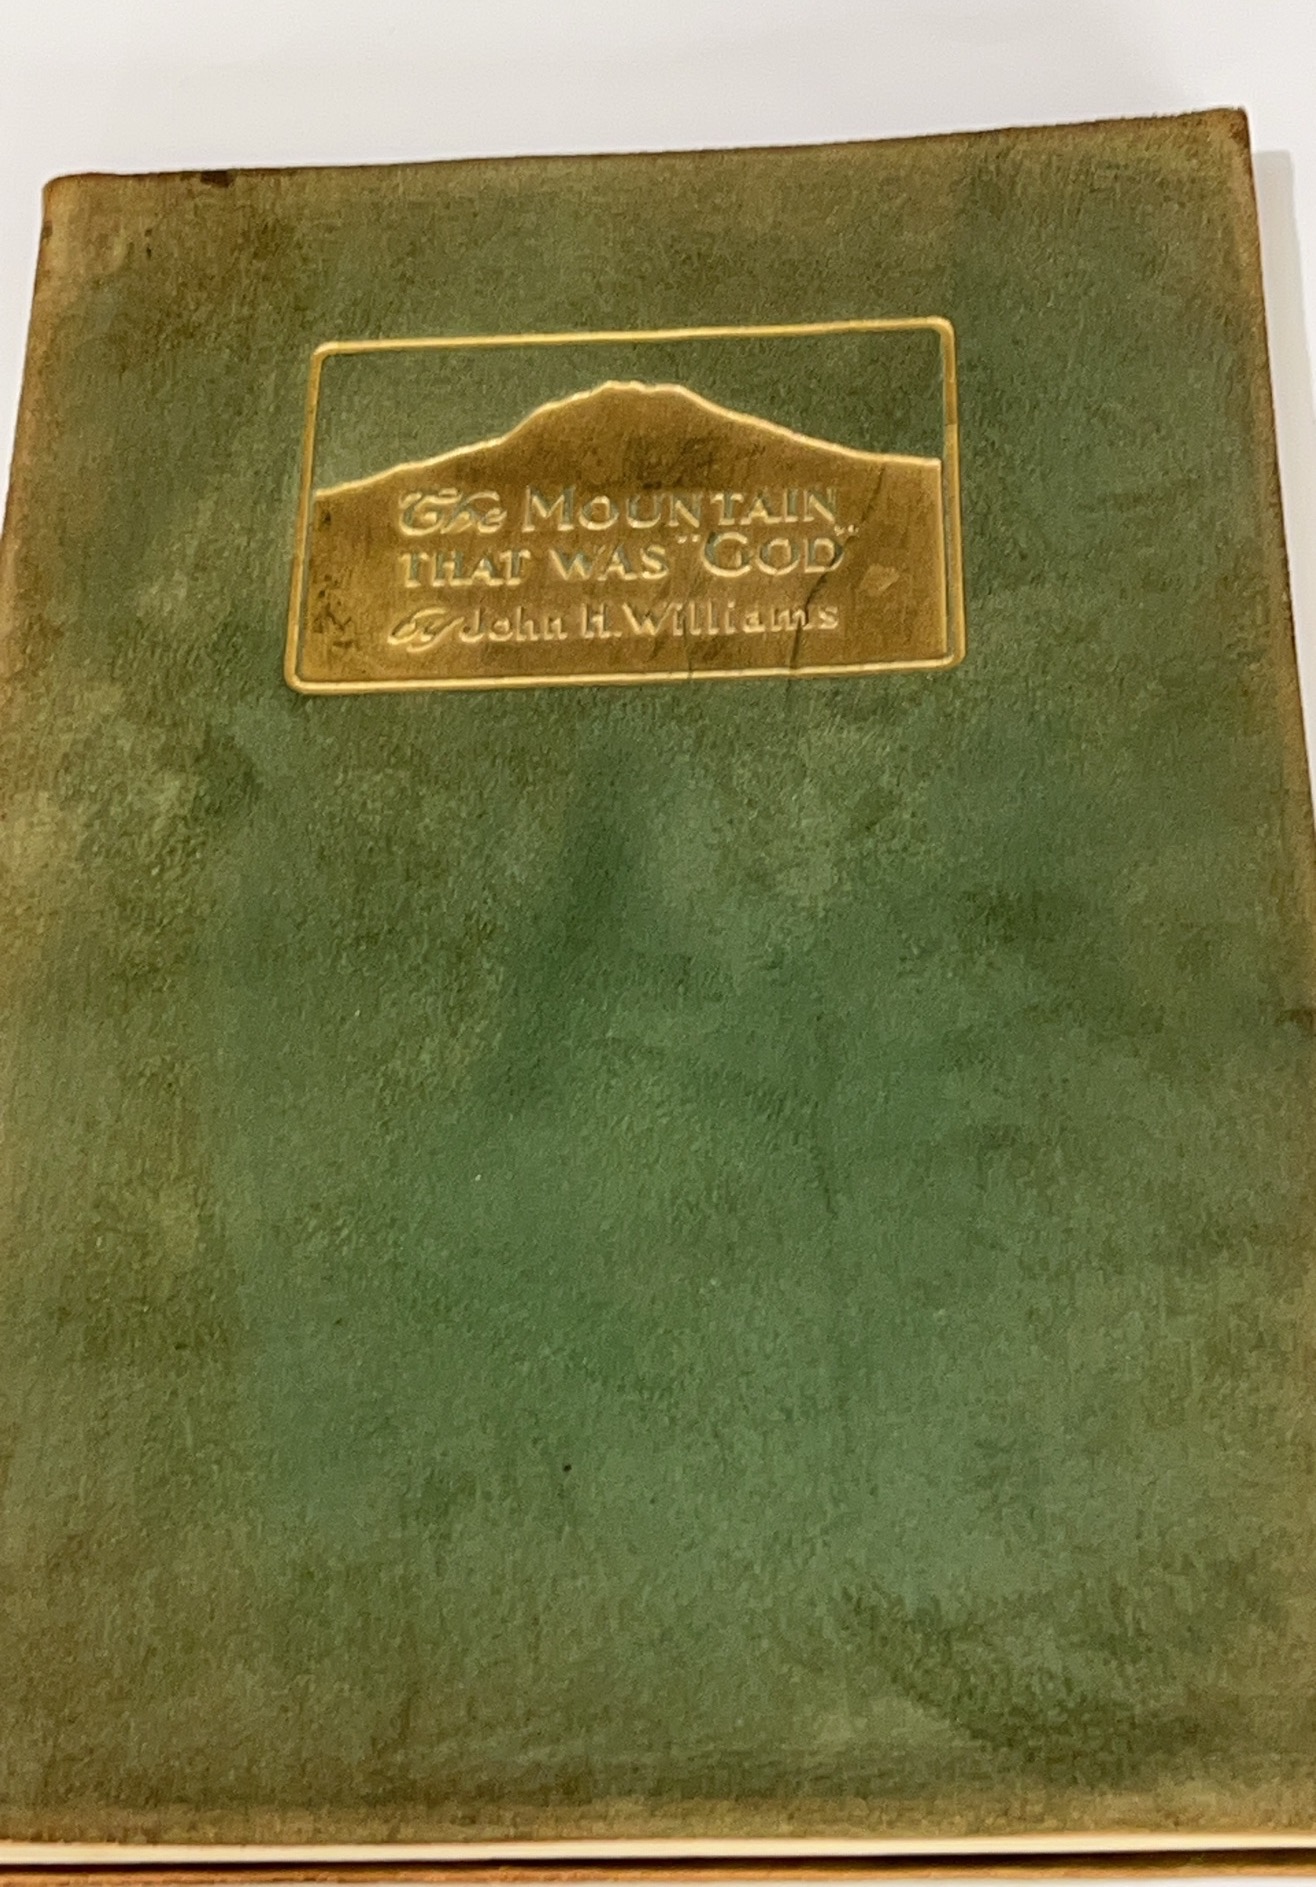 The MOUNTAIN
THAT WAS "GOD"
by John H. Williams